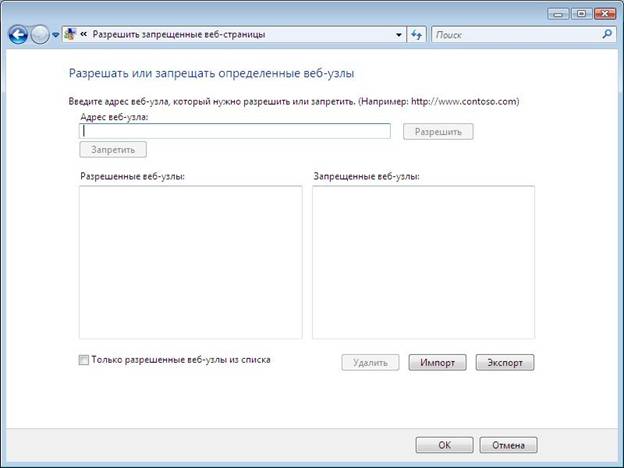 « Разрешить запрещенные веб-страницы
Поиск
Разрешать или запрещать определенные веб-узлы
Введите адрес веб-узла, который нужно разрешить или запретить. (Например: http://www.contoso.com)
Адрес веб-узла:
Разрешить
Запретить
Разрешенные веб-узлы: Запрещенные веб-узлы:
Только разрешенные веб-узлы из списка
Удалить Импорт Экспорт
ОК Отмена